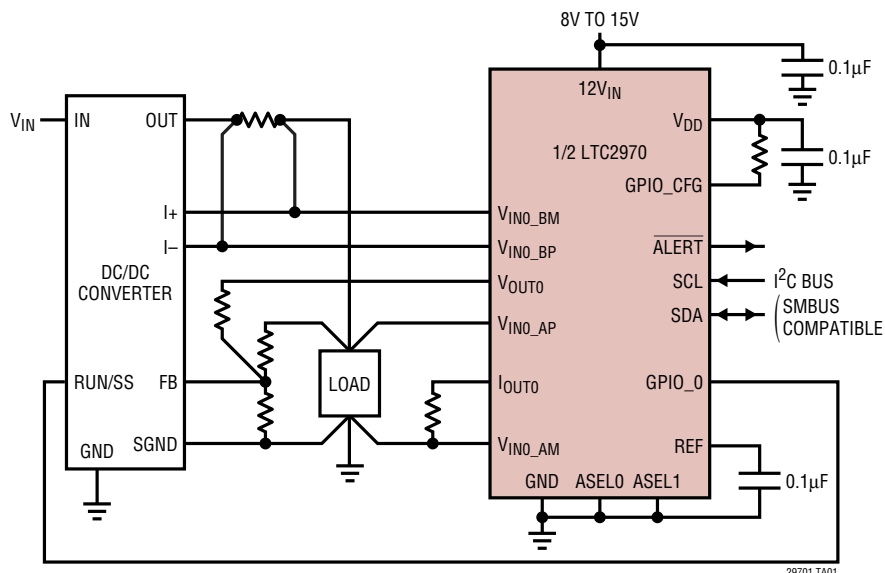 8V TO 15V
0.1µF
12VIN
VIN
IN
OUT
VDD
1/2 LTC2970
0.1µF
GPIO_CFG
I+
VIN0_BM
I–
VIN0_BP
ALERT
DC/DC
CONVERTER
VOUT0
SCL
I2C BUS
SDA
(SMBUS
COMPATIBLE
VIN0_AP
RUN/SS
FB
LOAD
IOUT0
GPIO_0
GND
SGND
VIN0_AM
REF
0.1µF
GND
ASEL0
ASEL1
29701 TA01